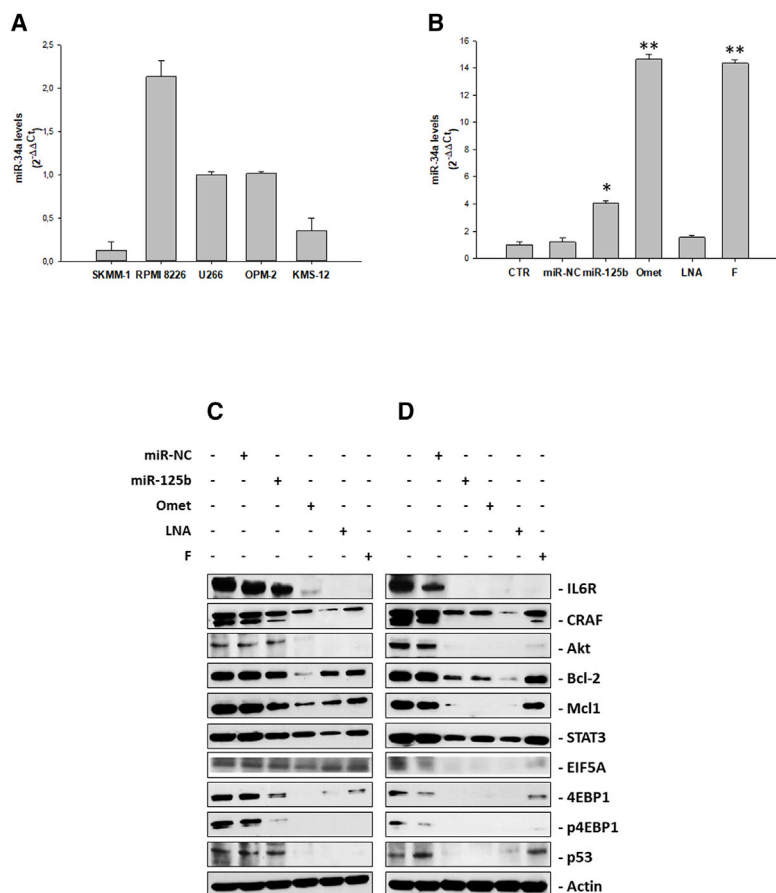 A
miR-34a levels
(2-ΔΔCt)
2,5
2,0
1,5
1,0
0,5
0,0
SKMM-1 RPMI 8226 U266 OPM-2 KMS-12
B
miR-34a levels
(2-ΔΔCt)
16
14
12
10
8
6
4
2
0
* ** **
CTR miR-NC miR-125b Omet LNA F
C D
miR-NC - + - - - - - + - - - -
miR-125b - - + - - - - - + - - -
Omet - - - + - - - - - + - -
LNA - - - - + - - - - - + -
F - - - - - + - - - - - +
- IL6R
- CRAF
- Akt
- Bcl-2
- Mcl1
- STAT3
- EIF5A
- 4EBP1
- p4EBP1
- p53
- Actin